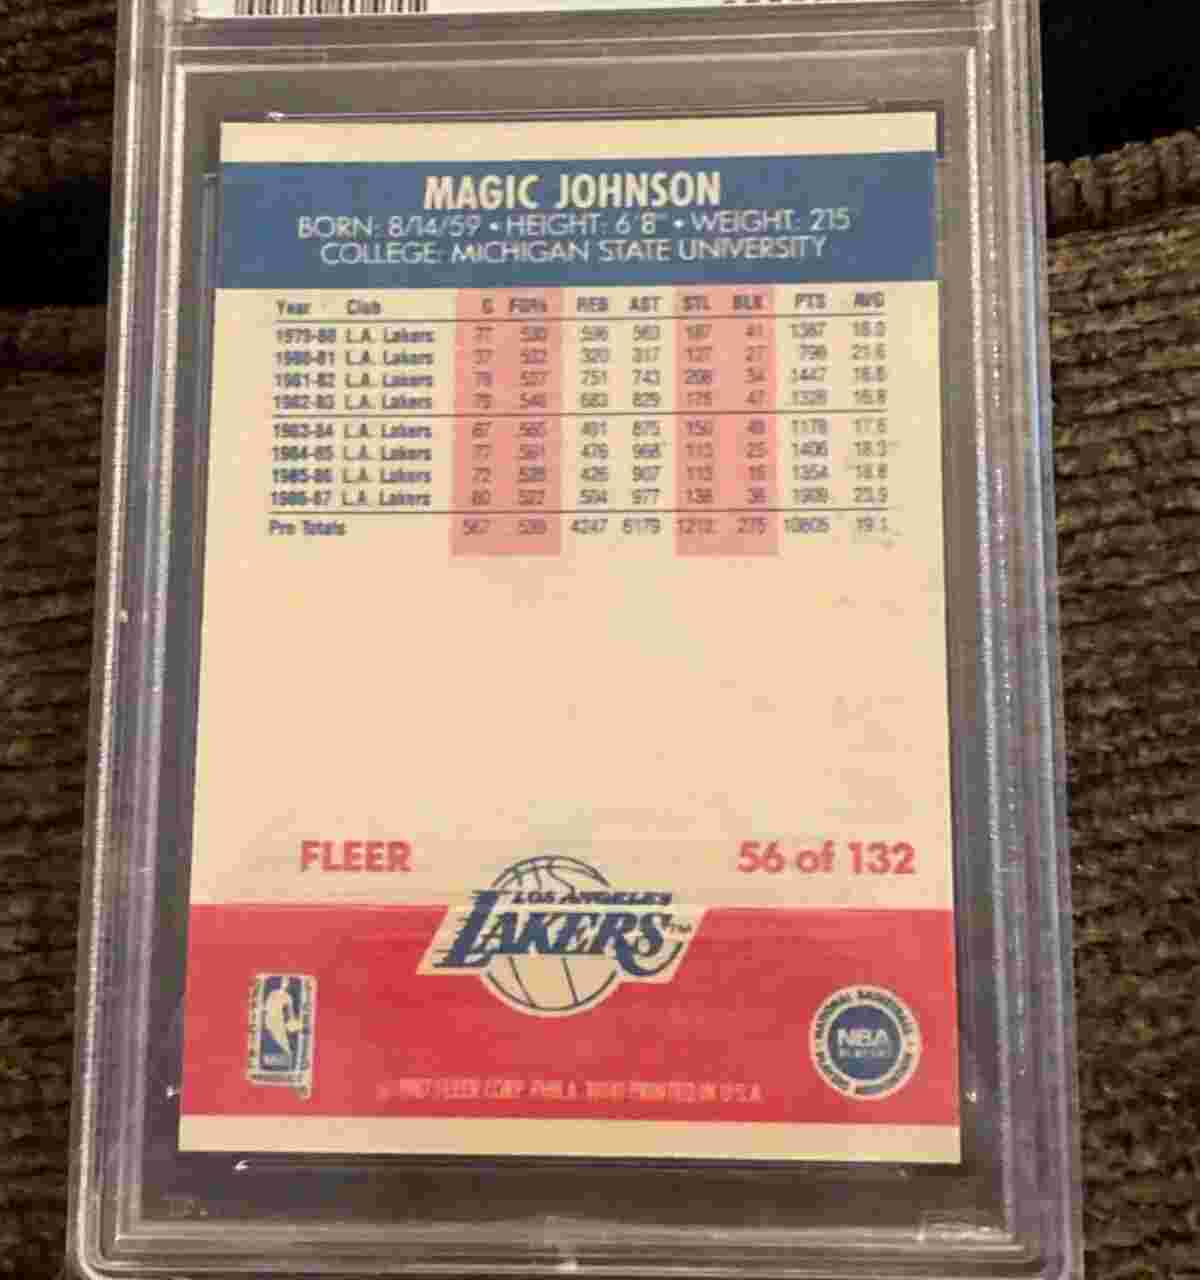 MAGIC JOHNSON
BORN: 8/14/59 • HEIGHT: 6'8" • WEIGHT: 215
COLLEGE: MICHIGAN STATE UNIVERSITY
Year Club G FG% REB AST STL BLK PTS AVG
1979-80 L.A. Lakers 77 .530 596 563 187 41 1387 18.0
1980-81 L.A. Lakers 37 .532 320 317 127 27 798 21.6
1981-82 L.A. Lakers 78 .537 751 743 208 34 1447 18.6
1982-83 L.A. Lakers 79 .548 683 829 176 47 1326 16.8
1983-84 L.A. Lakers 67 .565 491 875 150 49 1178 17.6
1984-85 L.A. Lakers 77 .561 476 968 113 25 1406 18.3
1985-86 L.A. Lakers 72 .526 426 907 113 16 1354 18.8
1986-87 L.A. Lakers 80 .522 504 977 138 36 1909 23.9
Pro Totals 567 4247 6179 1212 275 10805 19.1
FLEER 56 of 132
LOS ANGELES
LAKERS™
NBA
NATIONAL BASKETBALL
© 1987 FLEER CORP. PHILA. 19141 PRINTED IN U.S.A.